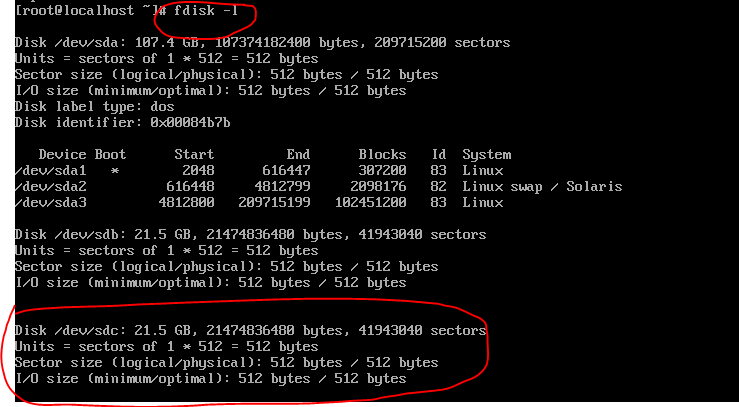 [root@localhost ~]# fdisk -l
Disk /dev/sda: 107.4 GB, 107374182400 bytes, 209715200 sectors
Units = sectors of 1 * 512 = 512 bytes
Sector size (logical/physical): 512 bytes / 512 bytes
I/O size (minimum/optimal): 512 bytes / 512 bytes
Disk label type: dos
Disk identifier: 0x00084b7b
Device Boot Start End Blocks Id System
/dev/sda1 * 2048 616447 307200 83 Linux
/dev/sda2 616448 4812799 2098176 82 Linux swap / Solaris
/dev/sda3 4812800 209715199 102451200 83 Linux
Disk /dev/sdb: 21.5 GB, 21474836480 bytes, 41943040 sectors
Units = sectors of 1 * 512 = 512 bytes
Sector size (logical/physical): 512 bytes / 512 bytes
I/O size (minimum/optimal): 512 bytes / 512 bytes
Disk /dev/sdc: 21.5 GB, 21474836480 bytes, 41943040 sectors
Units = sectors of 1 * 512 = 512 bytes
Sector size (logical/physical): 512 bytes / 512 bytes
I/O size (minimum/optimal): 512 bytes / 512 bytes